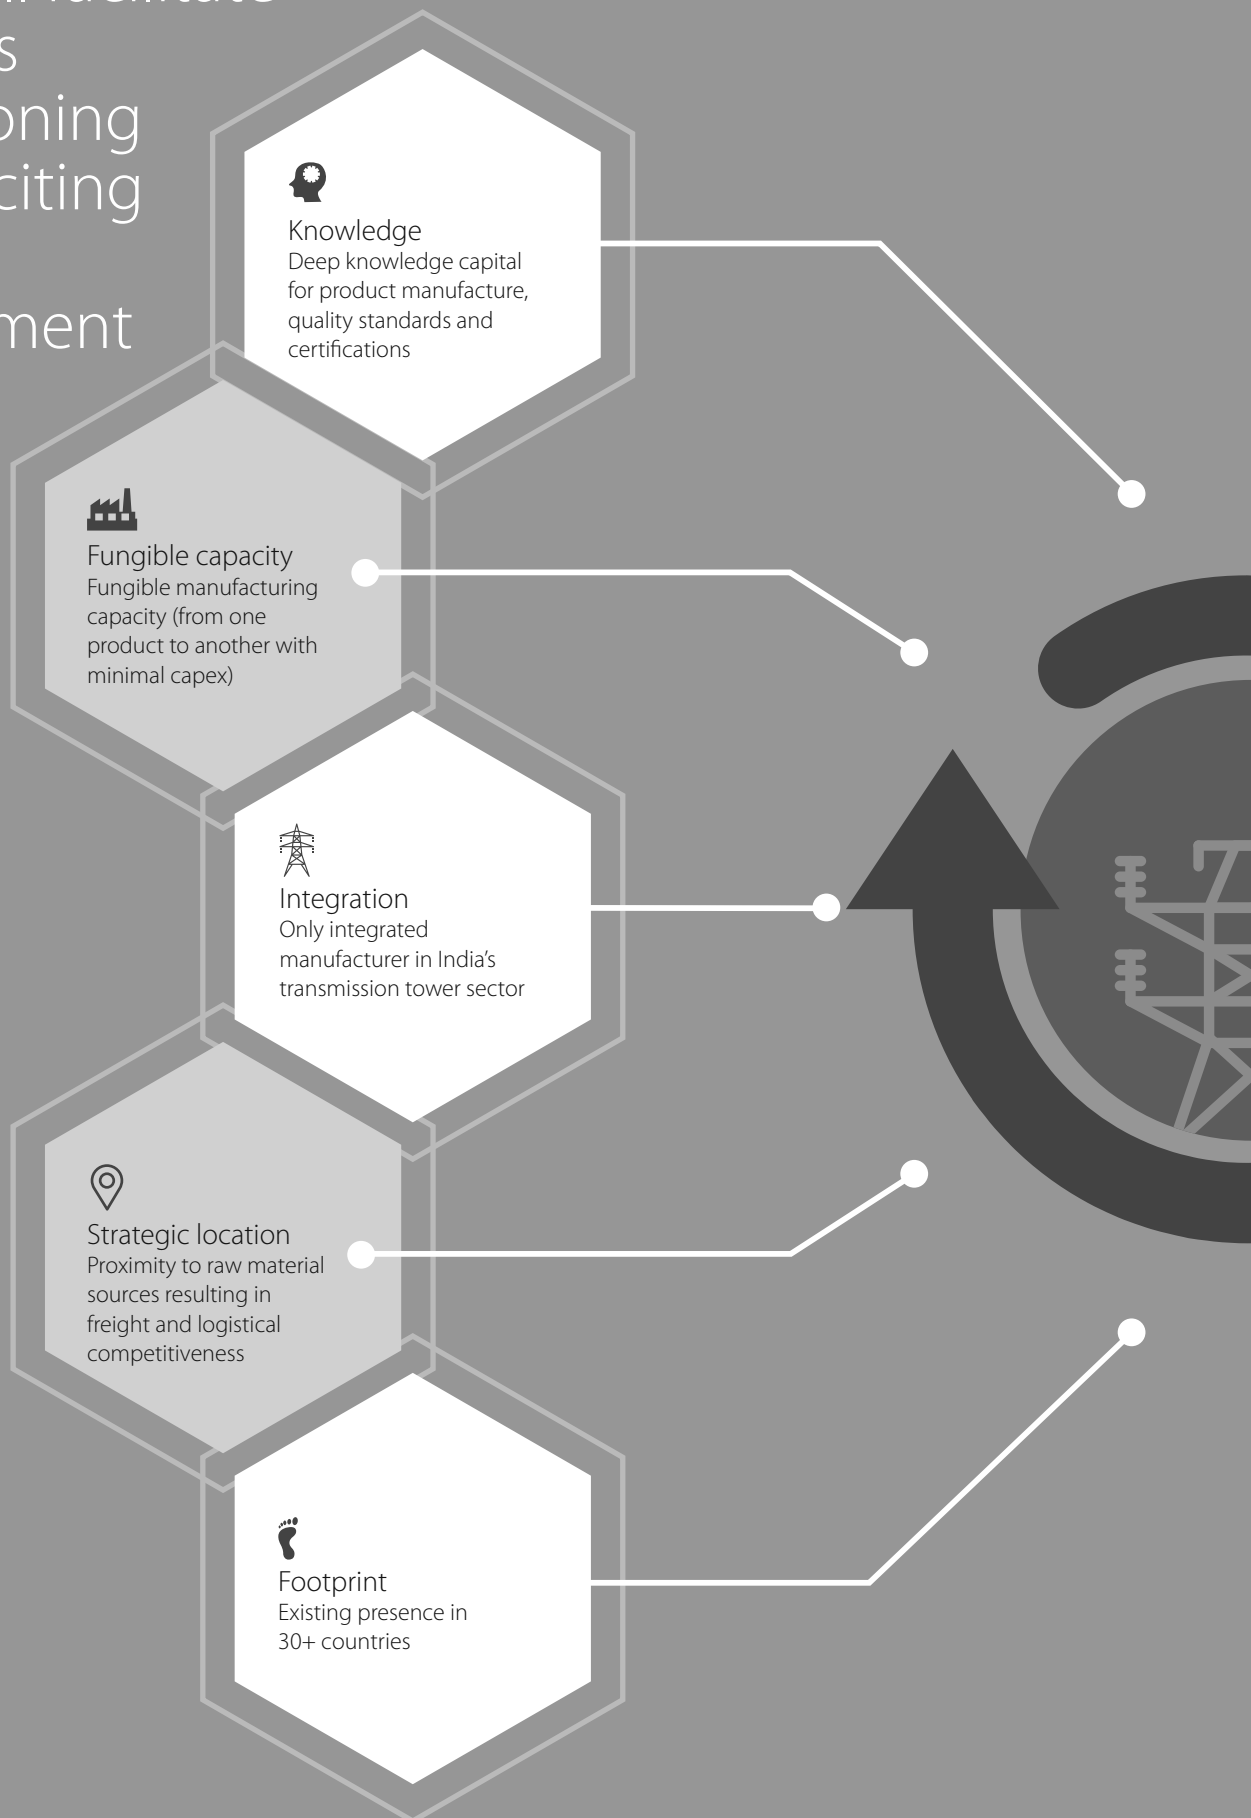 facilitate
s
oning
citing
ment
Knowledge
Deep knowledge capital
for product manufacture,
quality standards and
certifications
Fungible capacity
Fungible manufacturing
capacity (from one
product to another with
minimal capex)
Integration
Only integrated
manufacturer in India's
transmission tower sector
Strategic location
Proximity to raw material
sources resulting in
freight and logistical
competitiveness
Footprint
Existing presence in
30+ countries